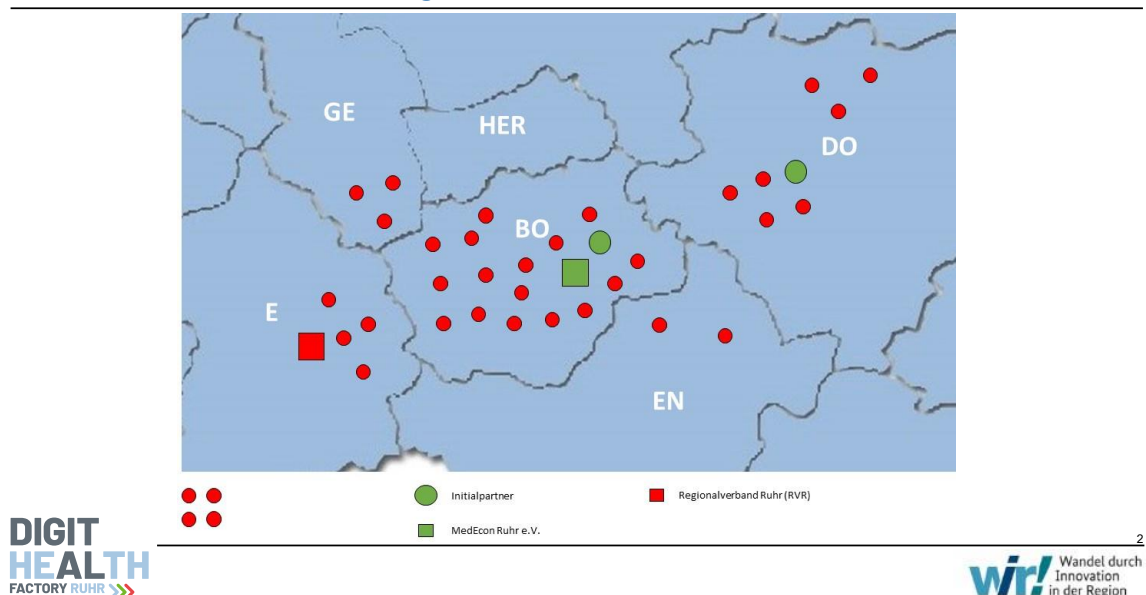 GE
HER
DO
BO
E
EN
Initialpartner
Regionalverband Ruhr (RVR)
MedEcon Ruhr e.V.
2
DIGIT
HEALTH
FACTORY RUHR
wir!
Wandel durch
Innovation
in der Region